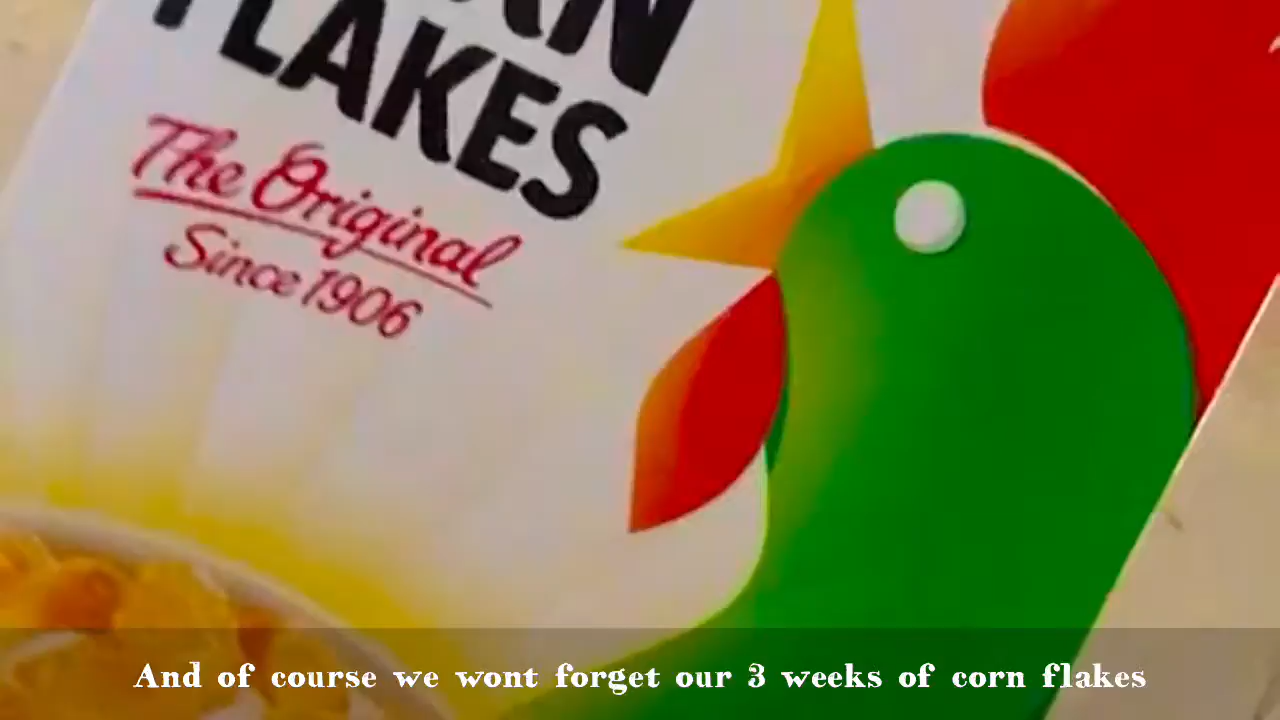 FLAKES
The Original
Since 1906
And of course we wont forget our 3 weeks of corn flakes